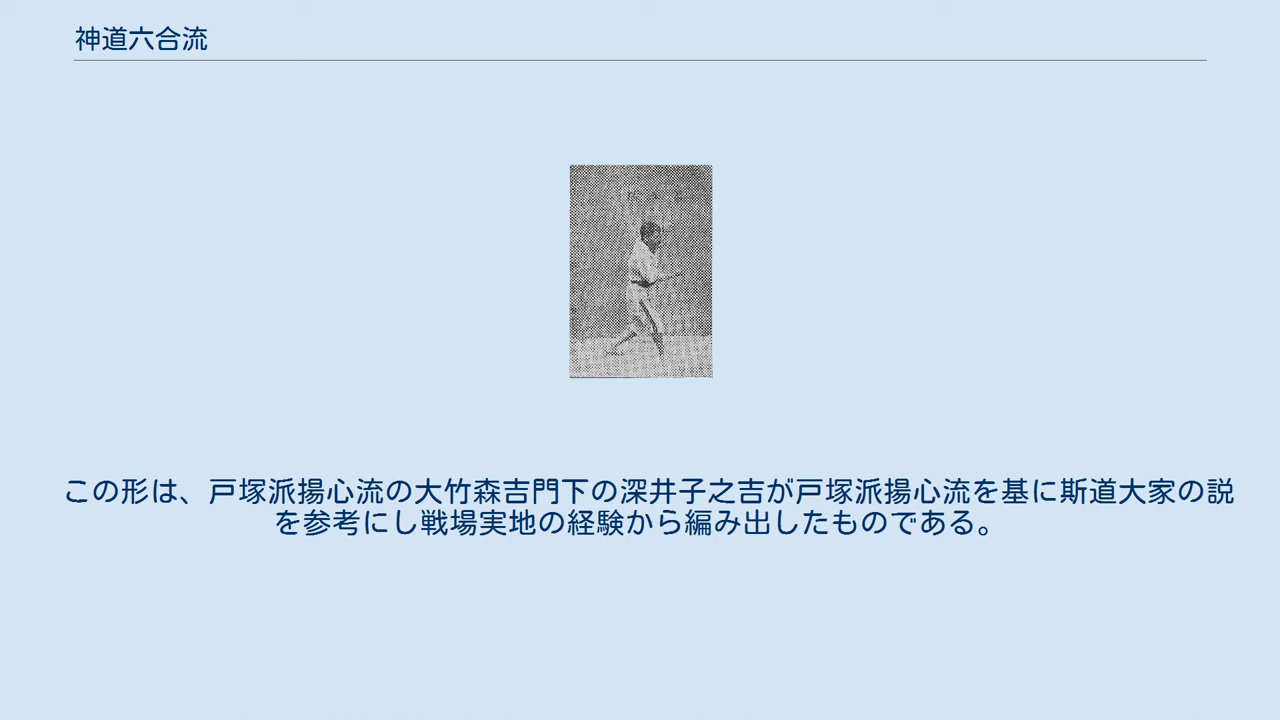 神道六合流
この形は、戸塚派揚心流の大竹森吉門下の深井子之吉が戸塚派揚心流を基に斯道大家の説
を参考にし戦場実地の経験から編み出したものである。